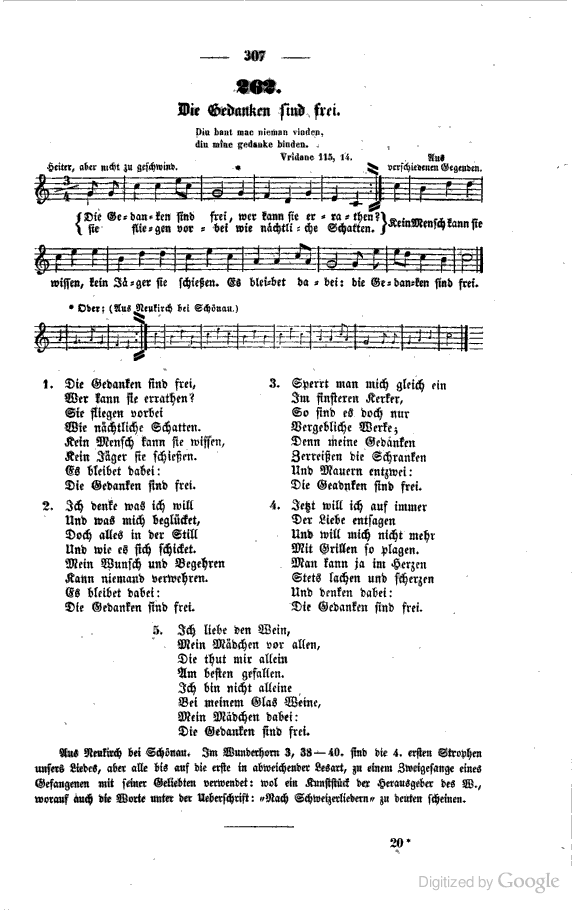 307
262.
Die Gedanken sind frei.
Diu bant mac nieman vinden,
diu mîne gedanke binden.
Vridanc 115, 14.
Heiter, aber nicht zu geschwind.
*
Aus
verschiedenen Gegenden.
3/4
Die Ge-dan-ken sind frei, wer kann sie er-ra-then? Kein Mensch kann sie
sie flie-gen vor-bei wie nächtli-che Schatten.
wissen, kein Jä-ger sie schießen. Es blei-bet da-bei: die Ge-dan-ken sind frei.
* Oder: (Aus Neukirch bei Schönau.)
1. Die Gedanken sind frei,
Wer kann sie errathen?
Sie fliegen vorbei
Wie nächtliche Schatten.
Kein Mensch kann sie wissen,
Kein Jäger sie schießen.
Es bleibet dabei:
Die Gedanken sind frei.
2. Ich denke was ich will
Und was mich beglücket,
Doch alles in der Still
Und wie es sich schicket.
Mein Wunsch und Begehren
Kann niemand verwehren.
Es bleibet dabei:
Die Gedanken sind frei.
3. Sperrt man mich gleich ein
Im finsteren Kerker,
So sind es doch nur
Vergebliche Werke;
Denn meine Gedanken
Zerreißen die Schranken
Und Mauern entzwei:
Die Geadnken sind frei.
4. Jetzt will ich auf immer
Der Liebe entsagen
Und will mich nicht mehr
Mit Grillen so plagen.
Man kann ja im Herzen
Stets lachen und scherzen
Und denken dabei:
Die Gedanken sind frei.
5. Ich liebe den Wein,
Mein Mädchen vor allen,
Die thut mir allein
Am besten gefallen.
Ich bin nicht alleine
Bei meinem Glas Weine,
Mein Mädchen dabei:
Die Gedanken sind frei.
Aus Neukirch bei Schönau. Im Wunderhorn 3, 38—40. sind die 4. ersten Strophen
unsers Liedes, aber alle bis auf die erste in abweichender Lesart, zu einem Zweigesange eines
Gefangenen mit seiner Geliebten verwendet: wol ein Kunststück der Herausgeber des W.,
worauf auch die Worte unter der Ueberschrift: „Nach Schweizerliedern“ zu deuten scheinen.
20*
Digitized by Google